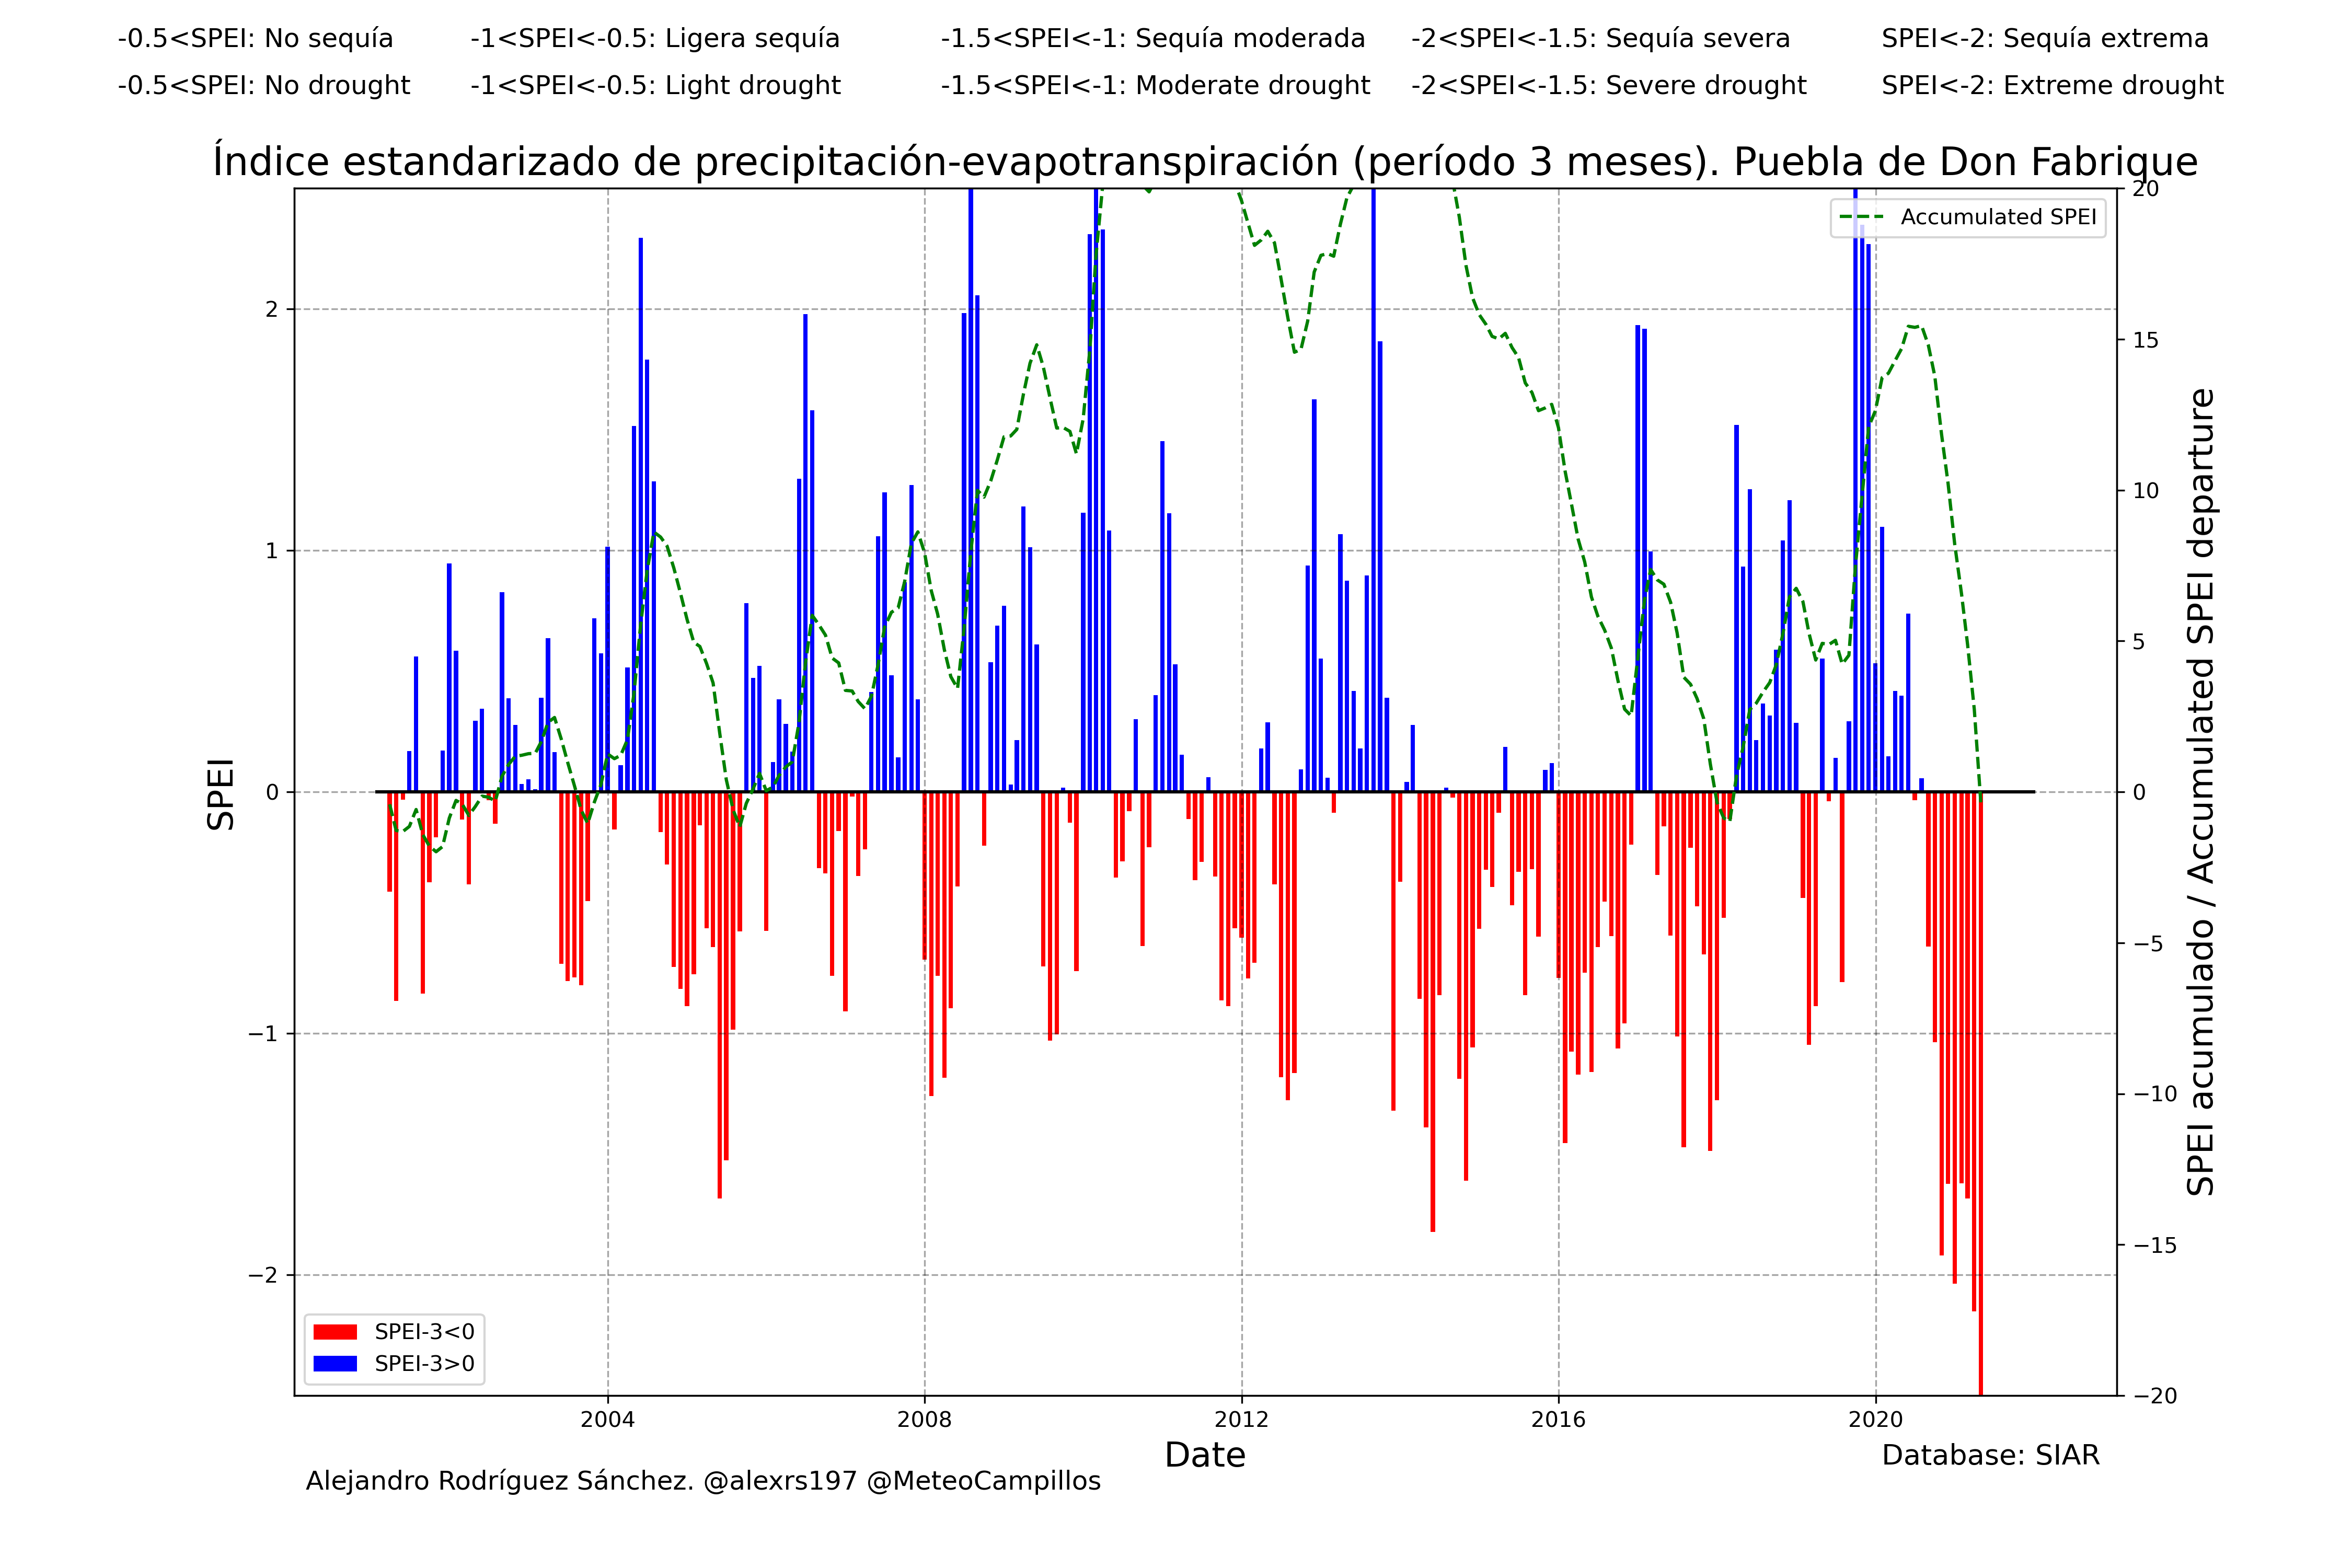 -0.5<SPEI: No sequía -1<SPEI<-0.5: Ligera sequía -1.5<SPEI<-1: Sequía moderada -2<SPEI<-1.5: Sequía severa SPEI<-2: Sequía extrema
-0.5<SPEI: No drought -1<SPEI<-0.5: Light drought -1.5<SPEI<-1: Moderate drought -2<SPEI<-1.5: Severe drought SPEI<-2: Extreme drought
Índice estandarizado de precipitación-evapotranspiración (período 3 meses). Puebla de Don Fabrique
Accumulated SPEI
SPEI
2
1
0
−1
−2
20
15
10
5
0
−5
−10
−15
−20
SPEI acumulado / Accumulated SPEI departure
SPEI-3<0
SPEI-3>0
2004 2008 2012 2016 2020
Date
Database: SIAR
Alejandro Rodríguez Sánchez. @alexrs197 @MeteoCampillos